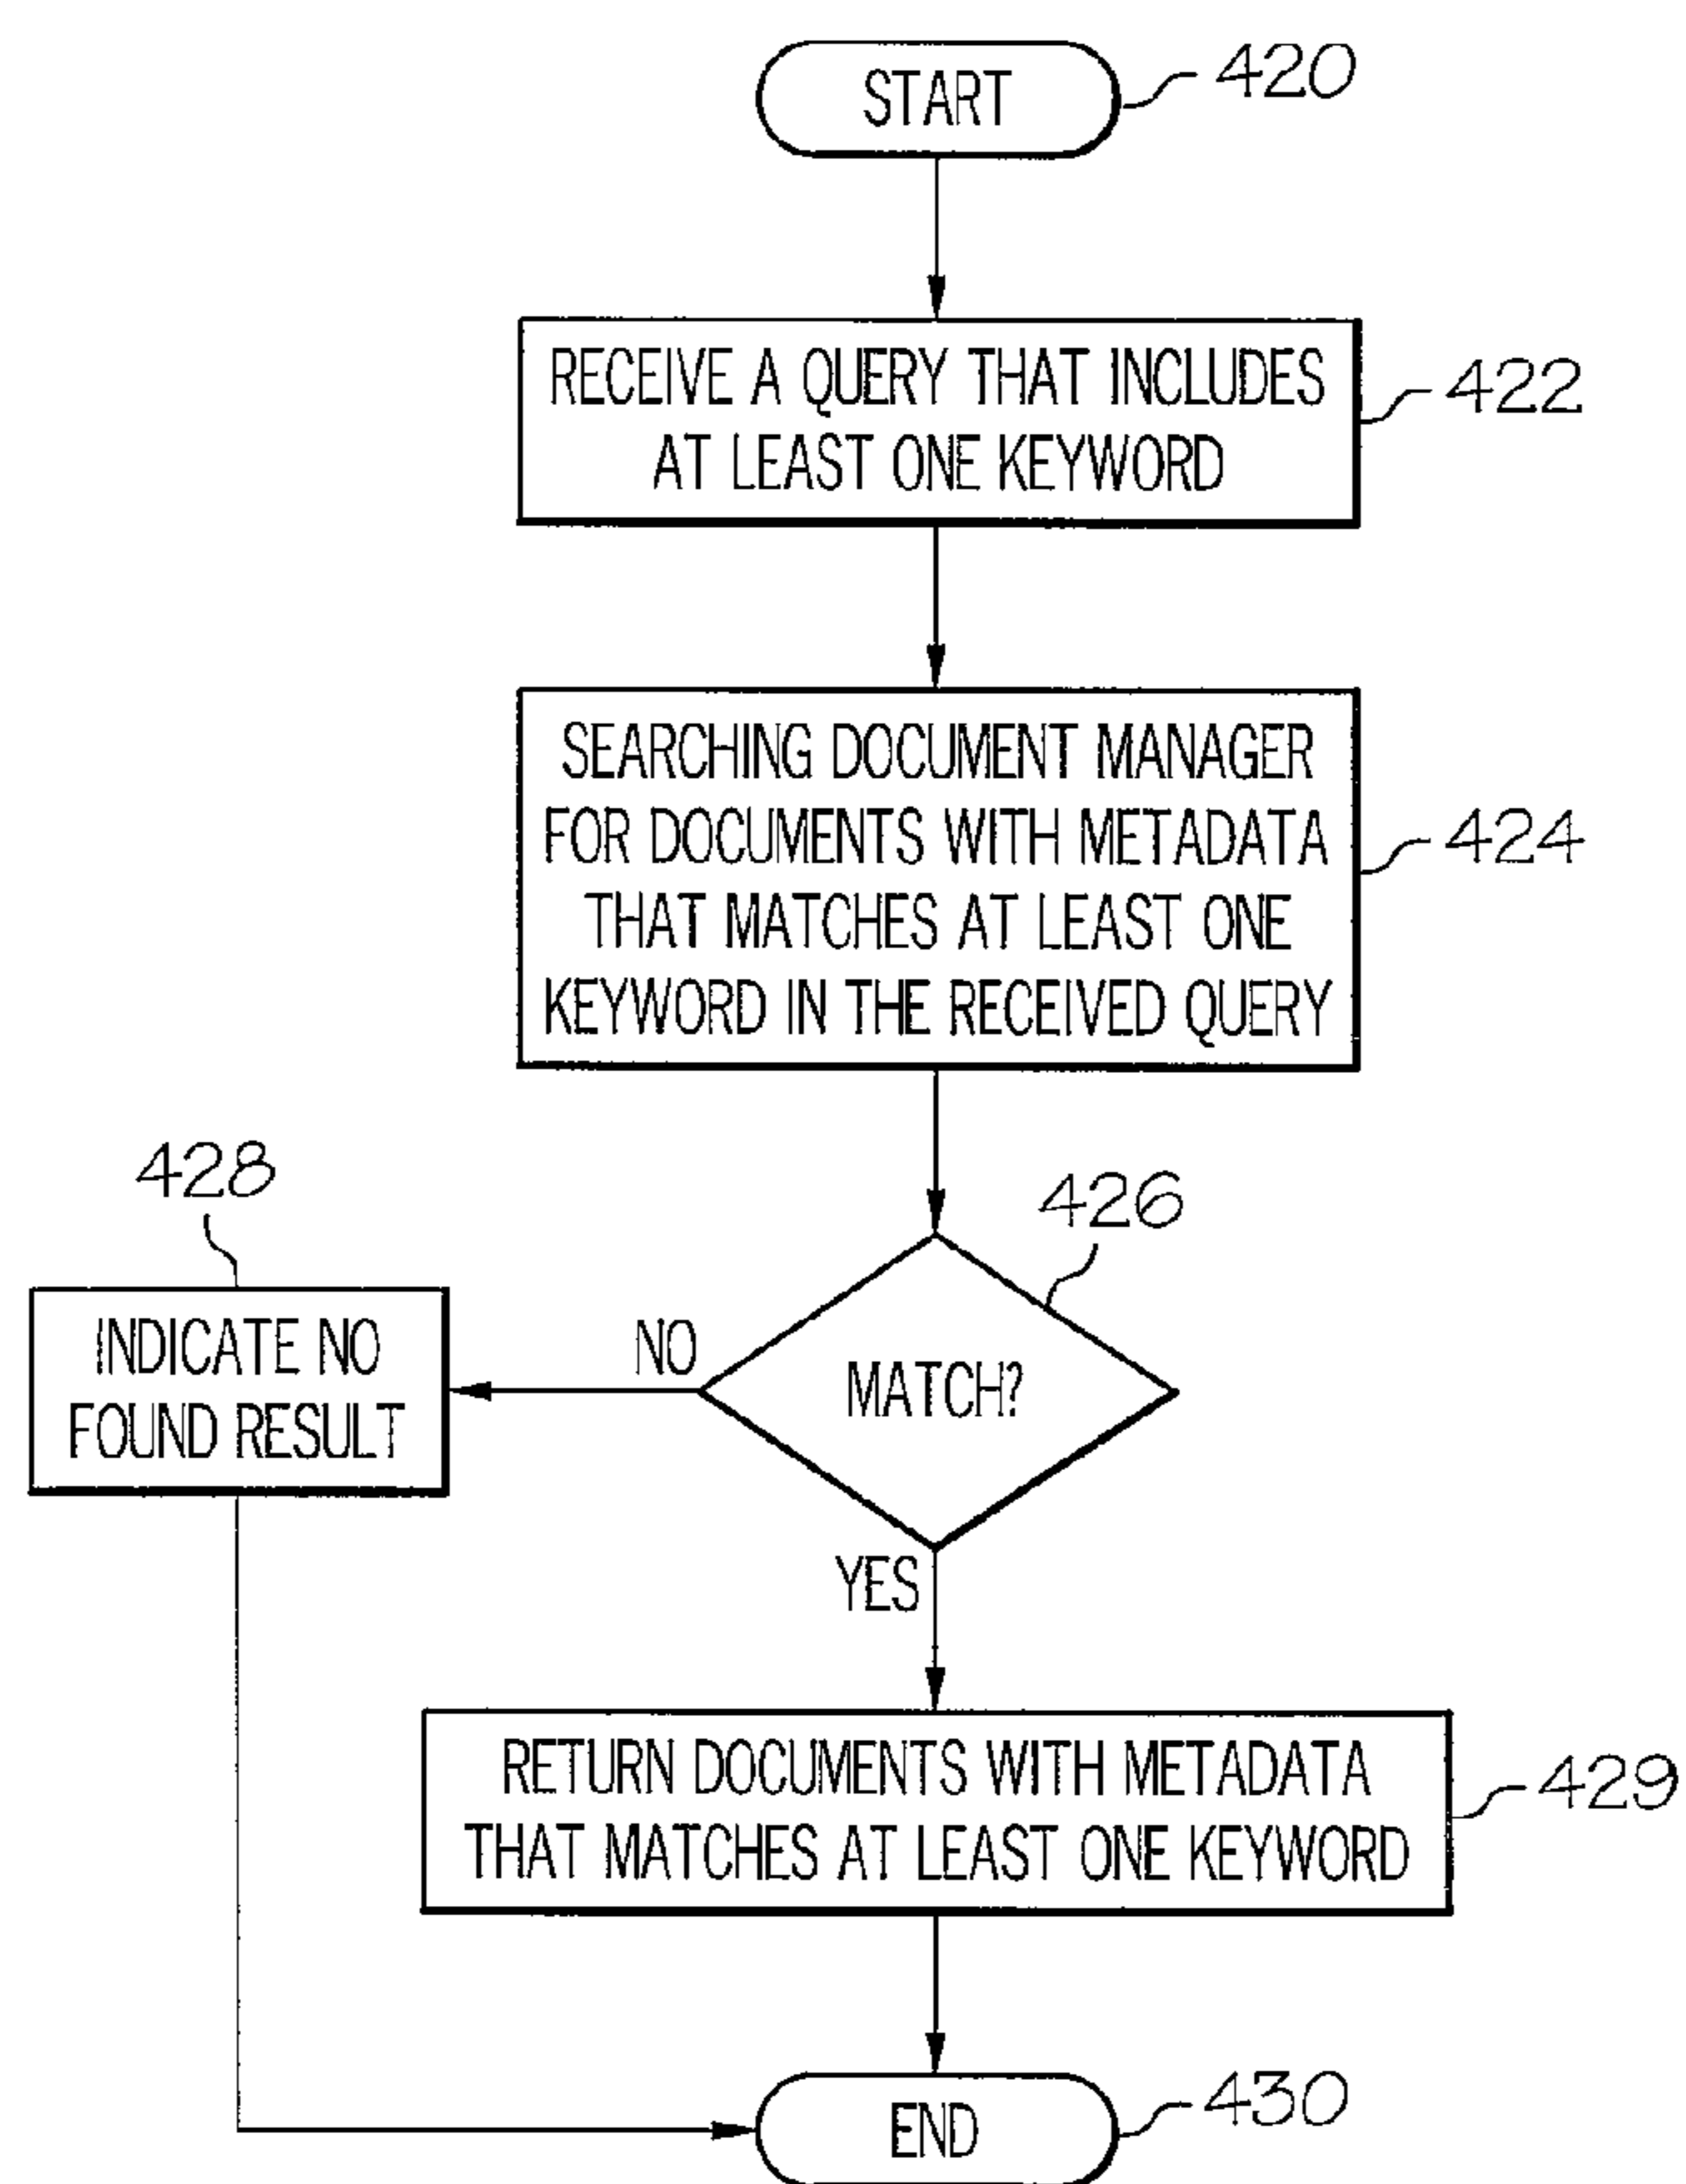 START
420
RECEIVE A QUERY THAT INCLUDES
AT LEAST ONE KEYWORD
422
SEARCHING DOCUMENT MANAGER
FOR DOCUMENTS WITH METADATA
THAT MATCHES AT LEAST ONE
KEYWORD IN THE RECEIVED QUERY
424
428
426
INDICATE NO
FOUND RESULT
NO
MATCH?
YES
RETURN DOCUMENTS WITH METADATA
THAT MATCHES AT LEAST ONE KEYWORD
429
END
430